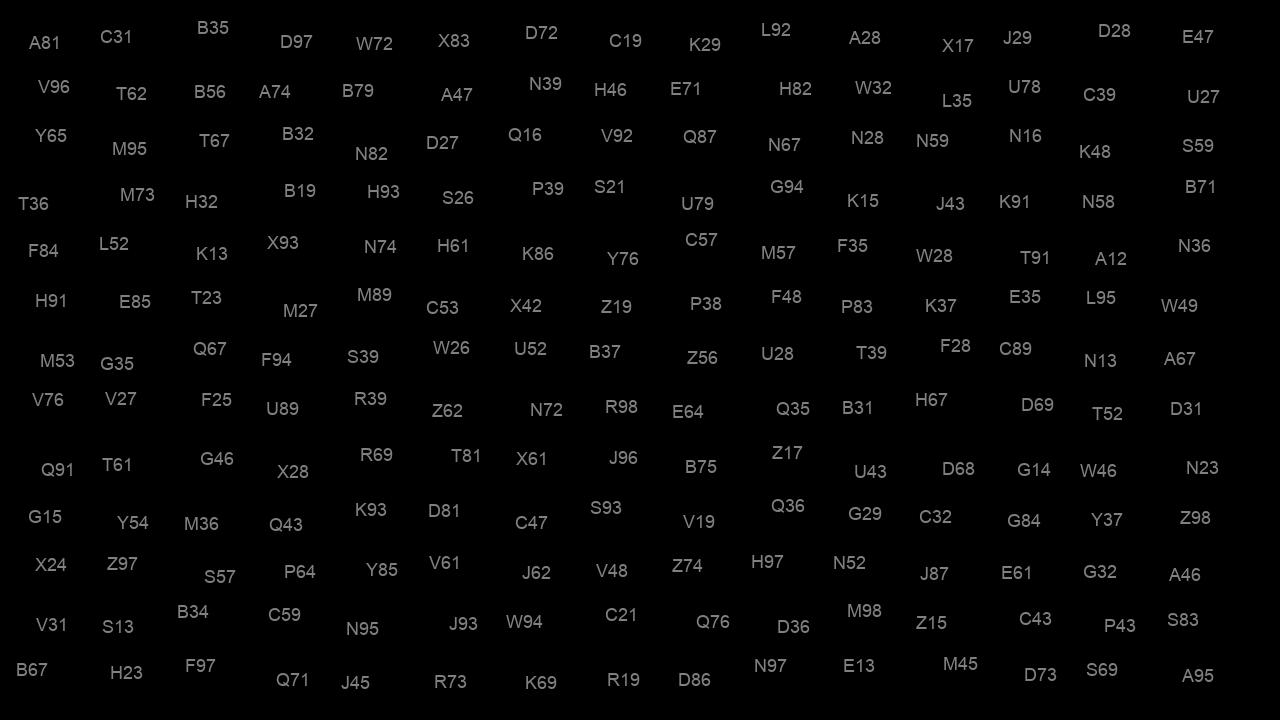 A81 C31 B35 D97 W72 X83 D72 C19 K29 L92 A28 X17 J29 D28 E47
V96 T62 B56 A74 B79 A47 N39 H46 E71 H82 W32 L35 U78 C39 U27
Y65 M95 T67 B32 N82 D27 Q16 V92 Q87 N67 N28 N59 N16 K48 S59
T36 M73 H32 B19 H93 S26 P39 S21 U79 G94 K15 J43 K91 N58 B71
F84 L52 K13 X93 N74 H61 K86 Y76 C57 M57 F35 W28 T91 A12 N36
H91 E85 T23 M27 M89 C53 X42 Z19 P38 F48 P83 K37 E35 L95 W49
M53 G35 Q67 F94 S39 W26 U52 B37 Z56 U28 T39 F28 C89 N13 A67
V76 V27 F25 U89 R39 Z62 N72 R98 E64 Q35 B31 H67 D69 T52 D31
Q91 T61 G46 X28 R69 T81 X61 J96 B75 Z17 U43 D68 G14 W46 N23
G15 Y54 M36 Q43 K93 D81 C47 S93 V19 Q36 G29 C32 G84 Y37 Z98
X24 Z97 S57 P64 Y85 V61 J62 V48 Z74 H97 N52 J87 E61 G32 A46
V31 S13 B34 C59 N95 J93 W94 C21 Q76 D36 M98 Z15 C43 P43 S83
B67 H23 F97 Q71 J45 R73 K69 R19 D86 N97 E13 M45 D73 S69 A95